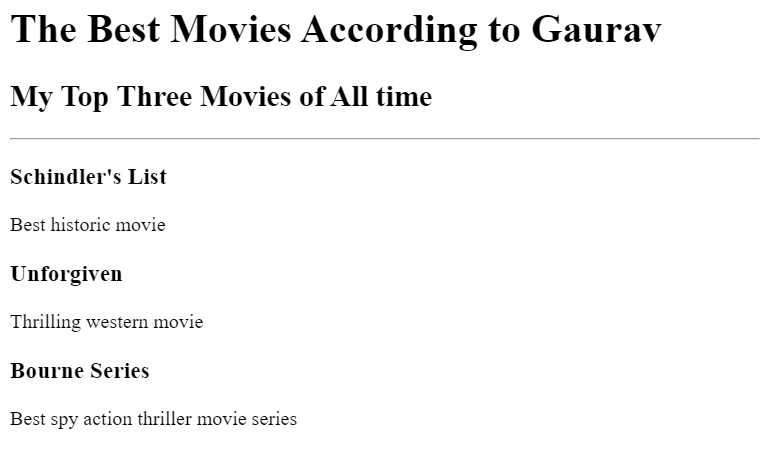 The Best Movies According to Gaurav
My Top Three Movies of All time
Schindler's List
Best historic movie
Unforgiven
Thrilling western movie
Bourne Series
Best spy action thriller movie series